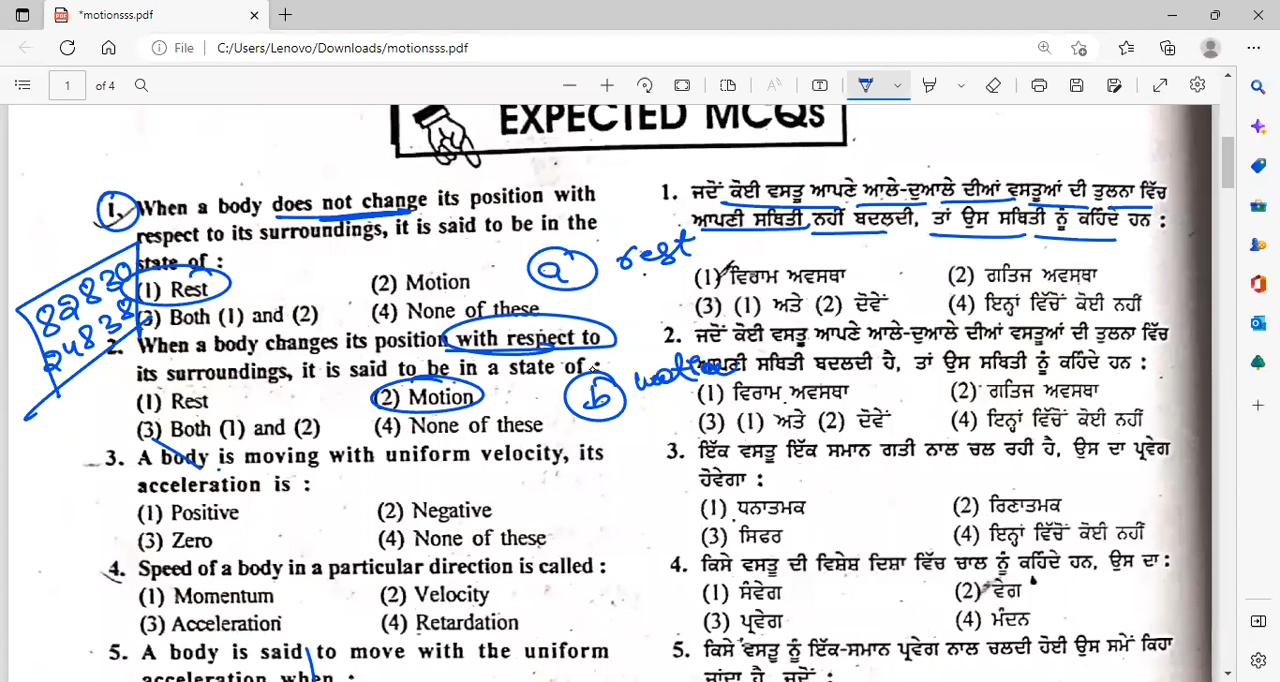 *motionsss.pdf
File
C:/Users/Lenovo/Downloads/motionsss.pdf
1
of 4
EXPECTED MCQs
1. When a body does not change its position with
respect to its surroundings, it is said to be in the
state of :
(1) Rest
(2) Motion
(3) Both (1) and (2)
(4) None of these
a
rest
82830
24838
2. When a body changes its position with respect to
its surroundings, it is said to be in a state of :
(1) Rest
(2) Motion
(3) Both (1) and (2)
(4) None of these
b
motion
3. A body is moving with uniform velocity, its
acceleration is :
(1) Positive
(2) Negative
(3) Zero
(4) None of these
4. Speed of a body in a particular direction is called :
(1) Momentum
(2) Velocity
(3) Acceleration
(4) Retardation
5. A body is said to move with the uniform
acceleration when :
1. ਜਦੋਂ ਕੋਈ ਵਸਤੂ ਆਪਣੇ ਆਲੇ-ਦੁਆਲੇ ਦੀਆਂ ਵਸਤੂਆਂ ਦੀ ਤੁਲਨਾ ਵਿੱਚ
ਆਪਣੀ ਸਥਿਤੀ ਨਹੀਂ ਬਦਲਦੀ, ਤਾਂ ਉਸ ਸਥਿਤੀ ਨੂੰ ਕਹਿੰਦੇ ਹਨ :
(1) ਵਿਰਾਮ ਅਵਸਥਾ
(2) ਗਤਿਜ ਅਵਸਥਾ
(3) (1) ਅਤੇ (2) ਦੋਵੇਂ
(4) ਇਨ੍ਹਾਂ ਵਿੱਚੋਂ ਕੋਈ ਨਹੀਂ
2. ਜਦੋਂ ਕੋਈ ਵਸਤੂ ਆਪਣੇ ਆਲੇ-ਦੁਆਲੇ ਦੀਆਂ ਵਸਤੂਆਂ ਦੀ ਤੁਲਨਾ ਵਿੱਚ
ਆਪਣੀ ਸਥਿਤੀ ਬਦਲਦੀ ਹੈ, ਤਾਂ ਉਸ ਸਥਿਤੀ ਨੂੰ ਕਹਿੰਦੇ ਹਨ :
(1) ਵਿਰਾਮ ਅਵਸਥਾ
(2) ਗਤਿਜ ਅਵਸਥਾ
(3) (1) ਅਤੇ (2) ਦੋਵੇਂ
(4) ਇਨ੍ਹਾਂ ਵਿੱਚੋਂ ਕੋਈ ਨਹੀਂ
3. ਇੱਕ ਵਸਤੂ ਇੱਕ ਸਮਾਨ ਗਤੀ ਨਾਲ ਚਲ ਰਹੀ ਹੈ, ਉਸ ਦਾ ਪ੍ਰਵੇਗ
ਹੋਵੇਗਾ :
(1) ਧਨਾਤਮਕ
(2) ਰਿਣਾਤਮਕ
(3) ਸਿਫਰ
(4) ਇਨ੍ਹਾਂ ਵਿੱਚੋਂ ਕੋਈ ਨਹੀਂ
4. ਕਿਸੇ ਵਸਤੂ ਦੀ ਵਿਸ਼ੇਸ਼ ਦਿਸ਼ਾ ਵਿੱਚ ਚਾਲ ਨੂੰ ਕਹਿੰਦੇ ਹਨ, ਉਸ ਦਾ :
(1) ਸੰਵੇਗ
(2) ਵੇਗ
(3) ਪ੍ਰਵੇਗ
(4) ਮੰਦਨ
5. ਕਿਸੇ ਵਸਤੂ ਨੂੰ ਇੱਕ-ਸਮਾਨ ਪ੍ਰਵੇਗ ਨਾਲ ਚਲਦੀ ਹੋਈ ਉਸ ਸਮੇਂ ਕਿਹਾ
ਜਾਂਦਾ ਹੈ, ਜਦੋਂ :